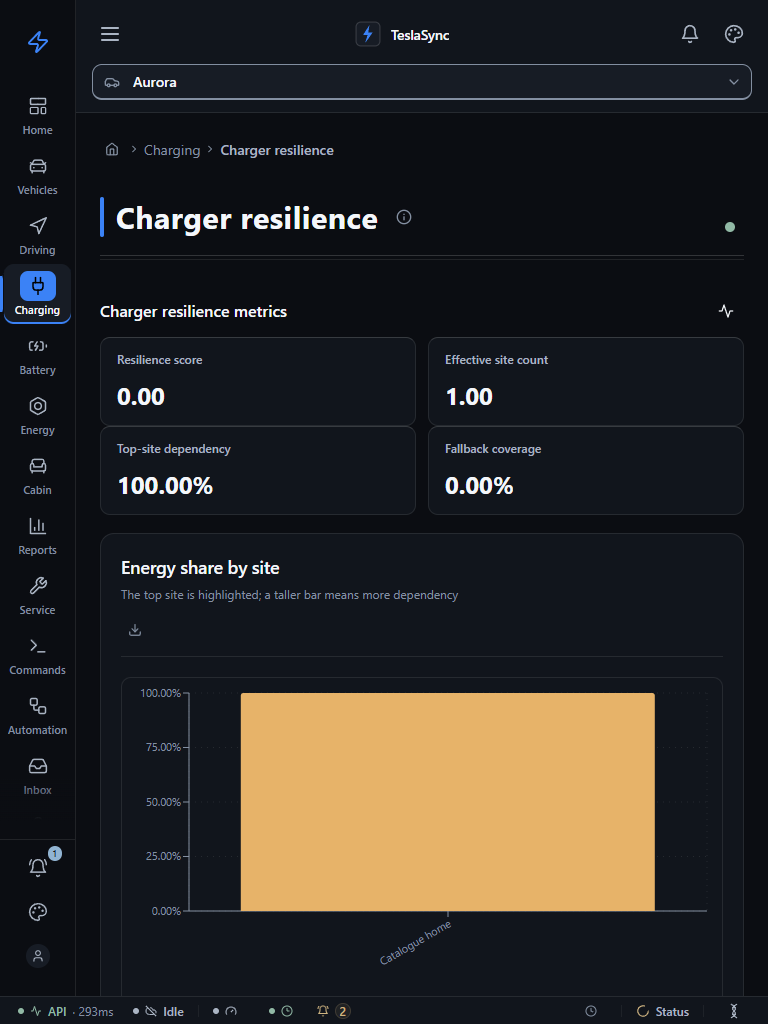 TeslaSync
Aurora
Home
Vehicles
Driving
Charging
Battery
Energy
Cabin
Reports
Service
Commands
Automation
Inbox
1
Charging
Charger resilience
Charger resilience
Charger resilience metrics
Resilience score
0.00
Effective site count
1.00
Top-site dependency
100.00%
Fallback coverage
0.00%
Energy share by site
The top site is highlighted; a taller bar means more dependency
100.00%
75.00%
50.00%
25.00%
0.00%
Catalogue home
API · 293ms
Idle
2
Status